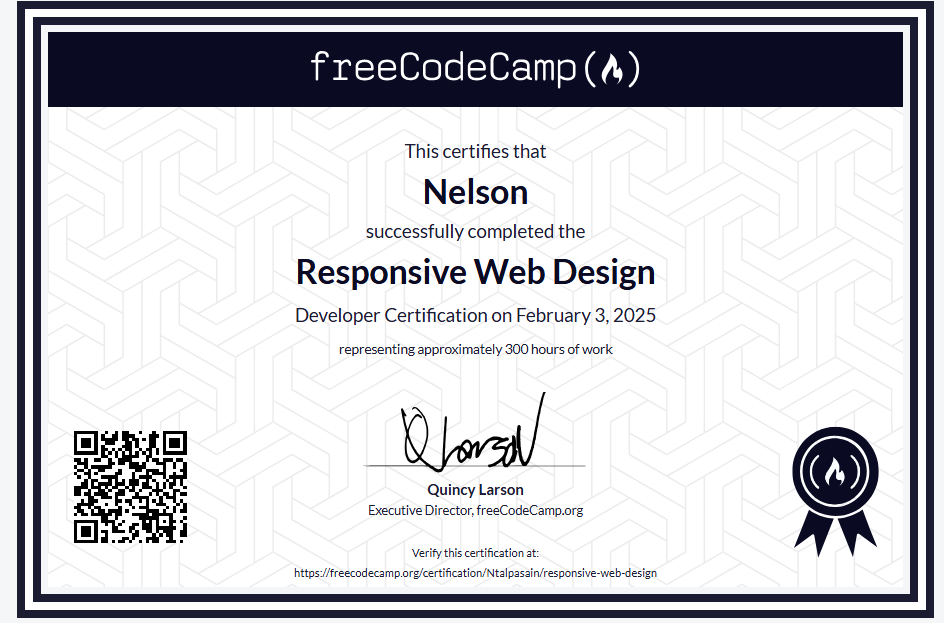 freeCodeCamp
This certifies that
Nelson
successfully completed the
Responsive Web Design
Developer Certification on February 3, 2025
representing approximately 300 hours of work
Q Larson
Quincy Larson
Executive Director, freeCodeCamp.org
Verify this certification at:
https://freecodecamp.org/certification/Ntalpasain/responsive-web-design